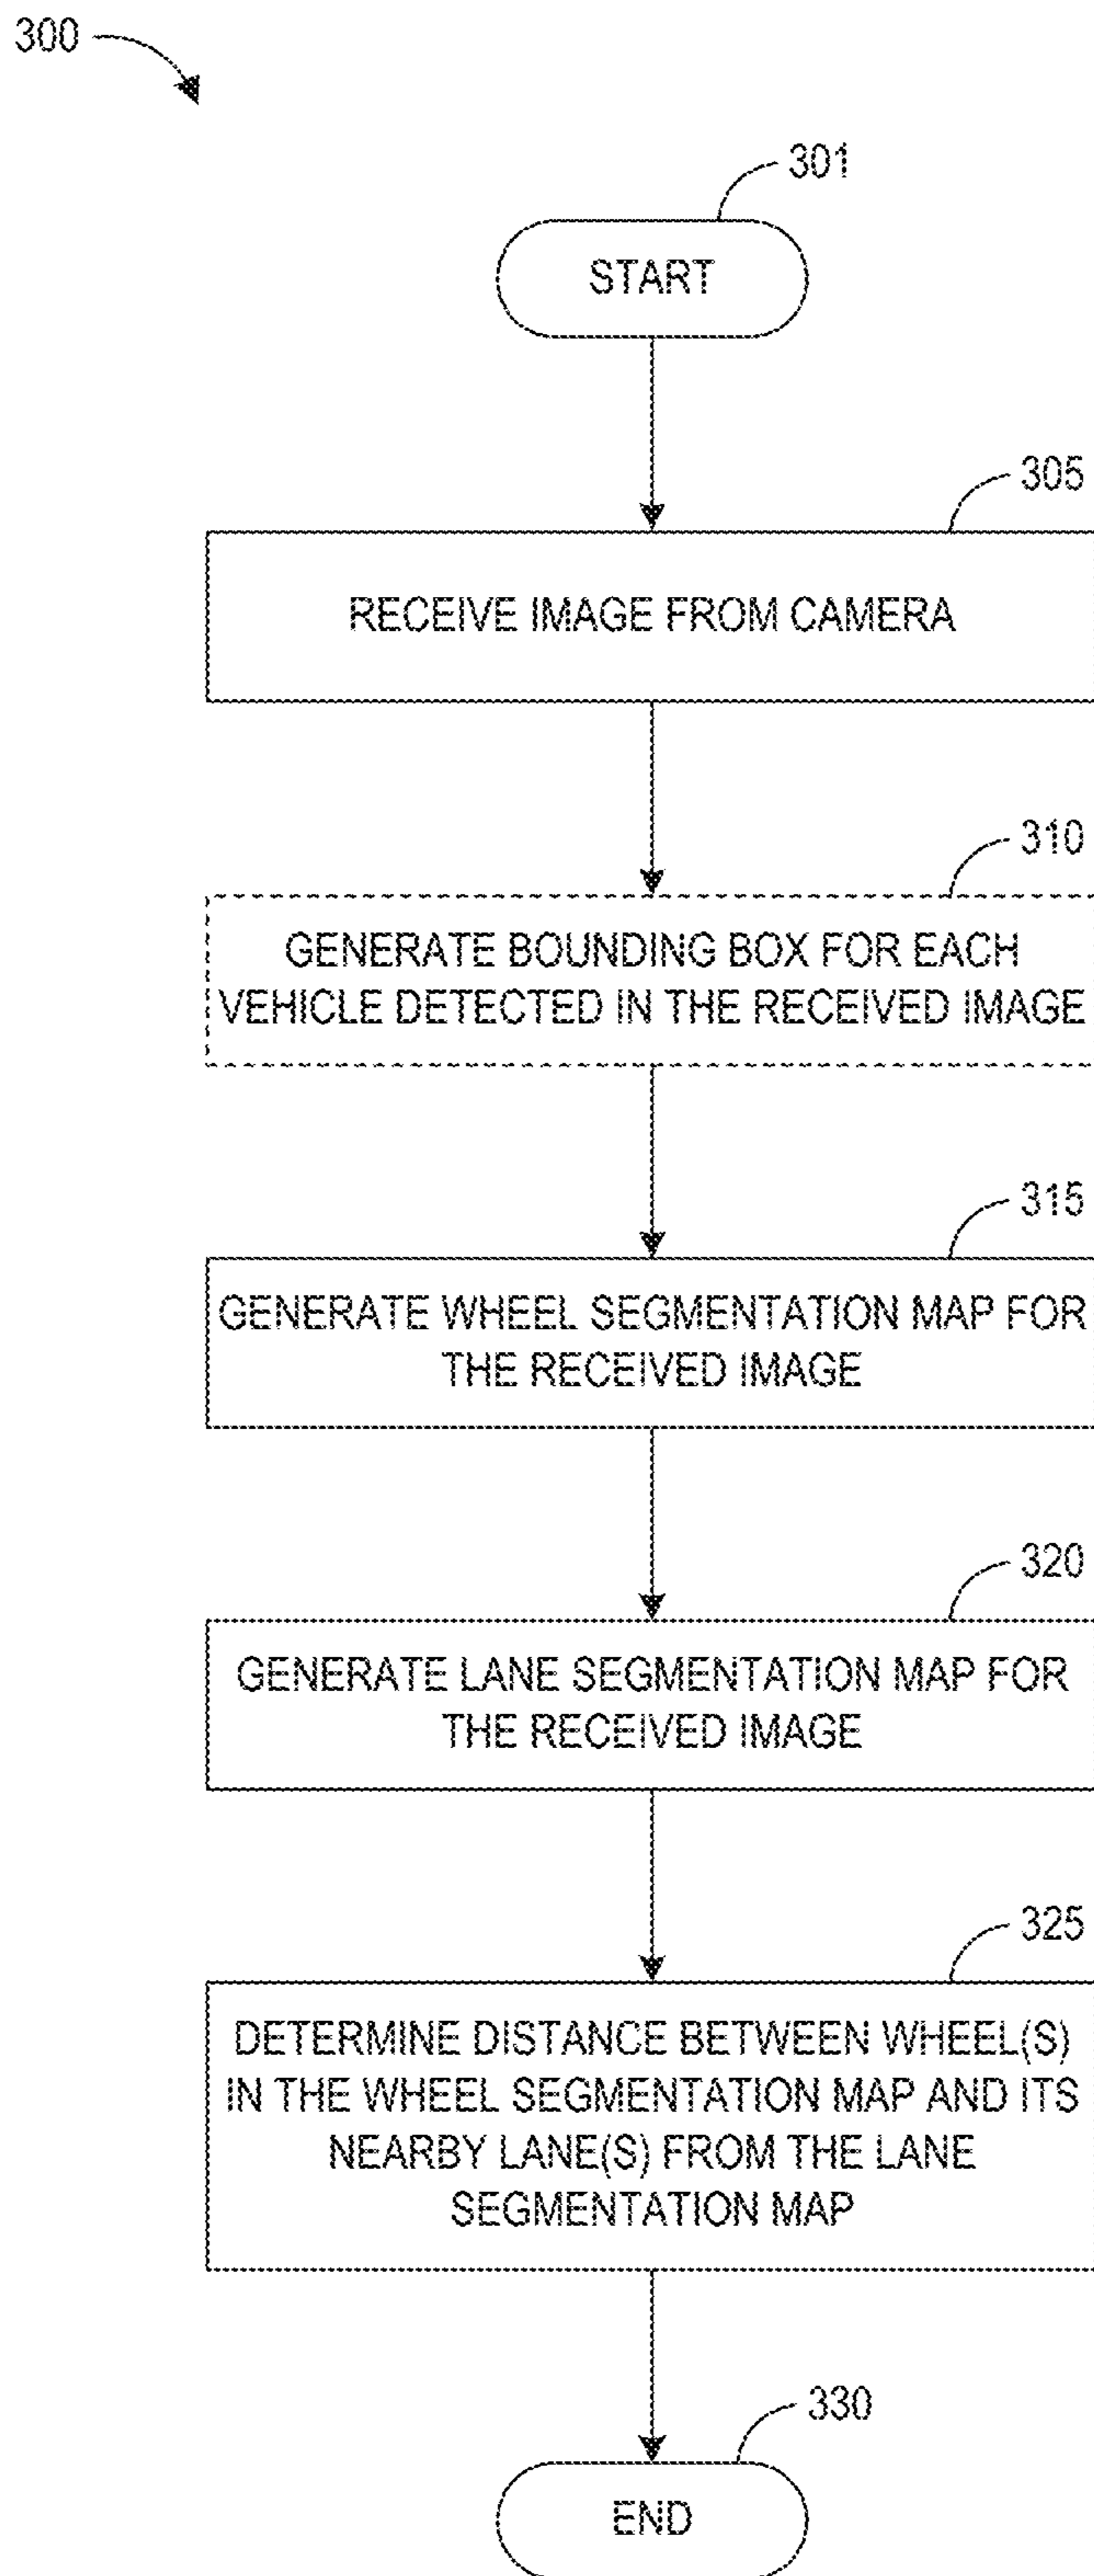 300
301
START
305
RECEIVE IMAGE FROM CAMERA
310
GENERATE BOUNDING BOX FOR EACH
VEHICLE DETECTED IN THE RECEIVED IMAGE
315
GENERATE WHEEL SEGMENTATION MAP FOR
THE RECEIVED IMAGE
320
GENERATE LANE SEGMENTATION MAP FOR
THE RECEIVED IMAGE
325
DETERMINE DISTANCE BETWEEN WHEEL(S)
IN THE WHEEL SEGMENTATION MAP AND ITS
NEARBY LANE(S) FROM THE LANE
SEGMENTATION MAP
330
END